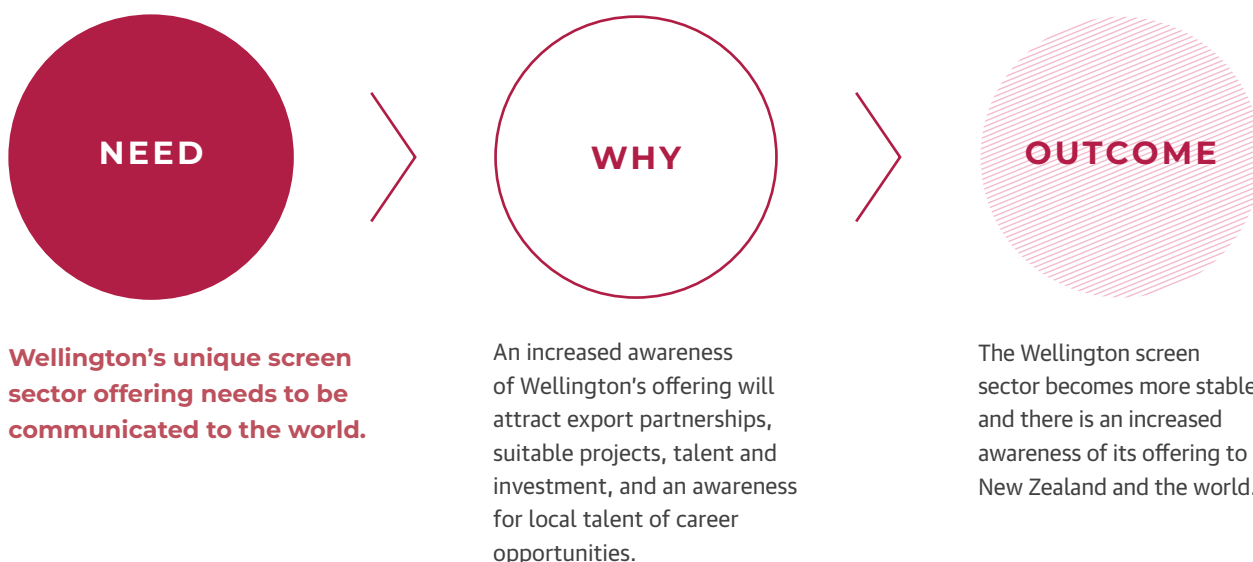 NEED
Wellington’s unique screen
sector offering needs to be
communicated to the world.
WHY
An increased awareness
of Wellington’s offering will
attract export partnerships,
suitable projects, talent and
investment, and an awareness
for local talent of career
opportunities.
OUTCOME
The Wellington screen
sector becomes more stable
and there is an increased
awareness of its offering to
New Zealand and the world.